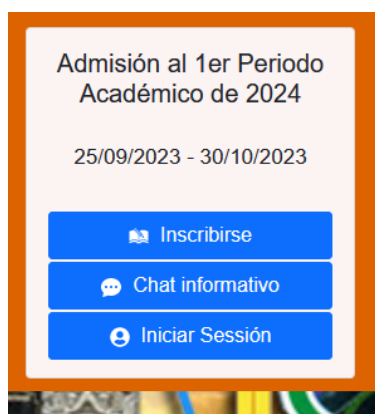 Admisión al 1er Periodo
Académico de 2024
25/09/2023 - 30/10/2023
Inscribirse
Chat informativo
Iniciar Sessión